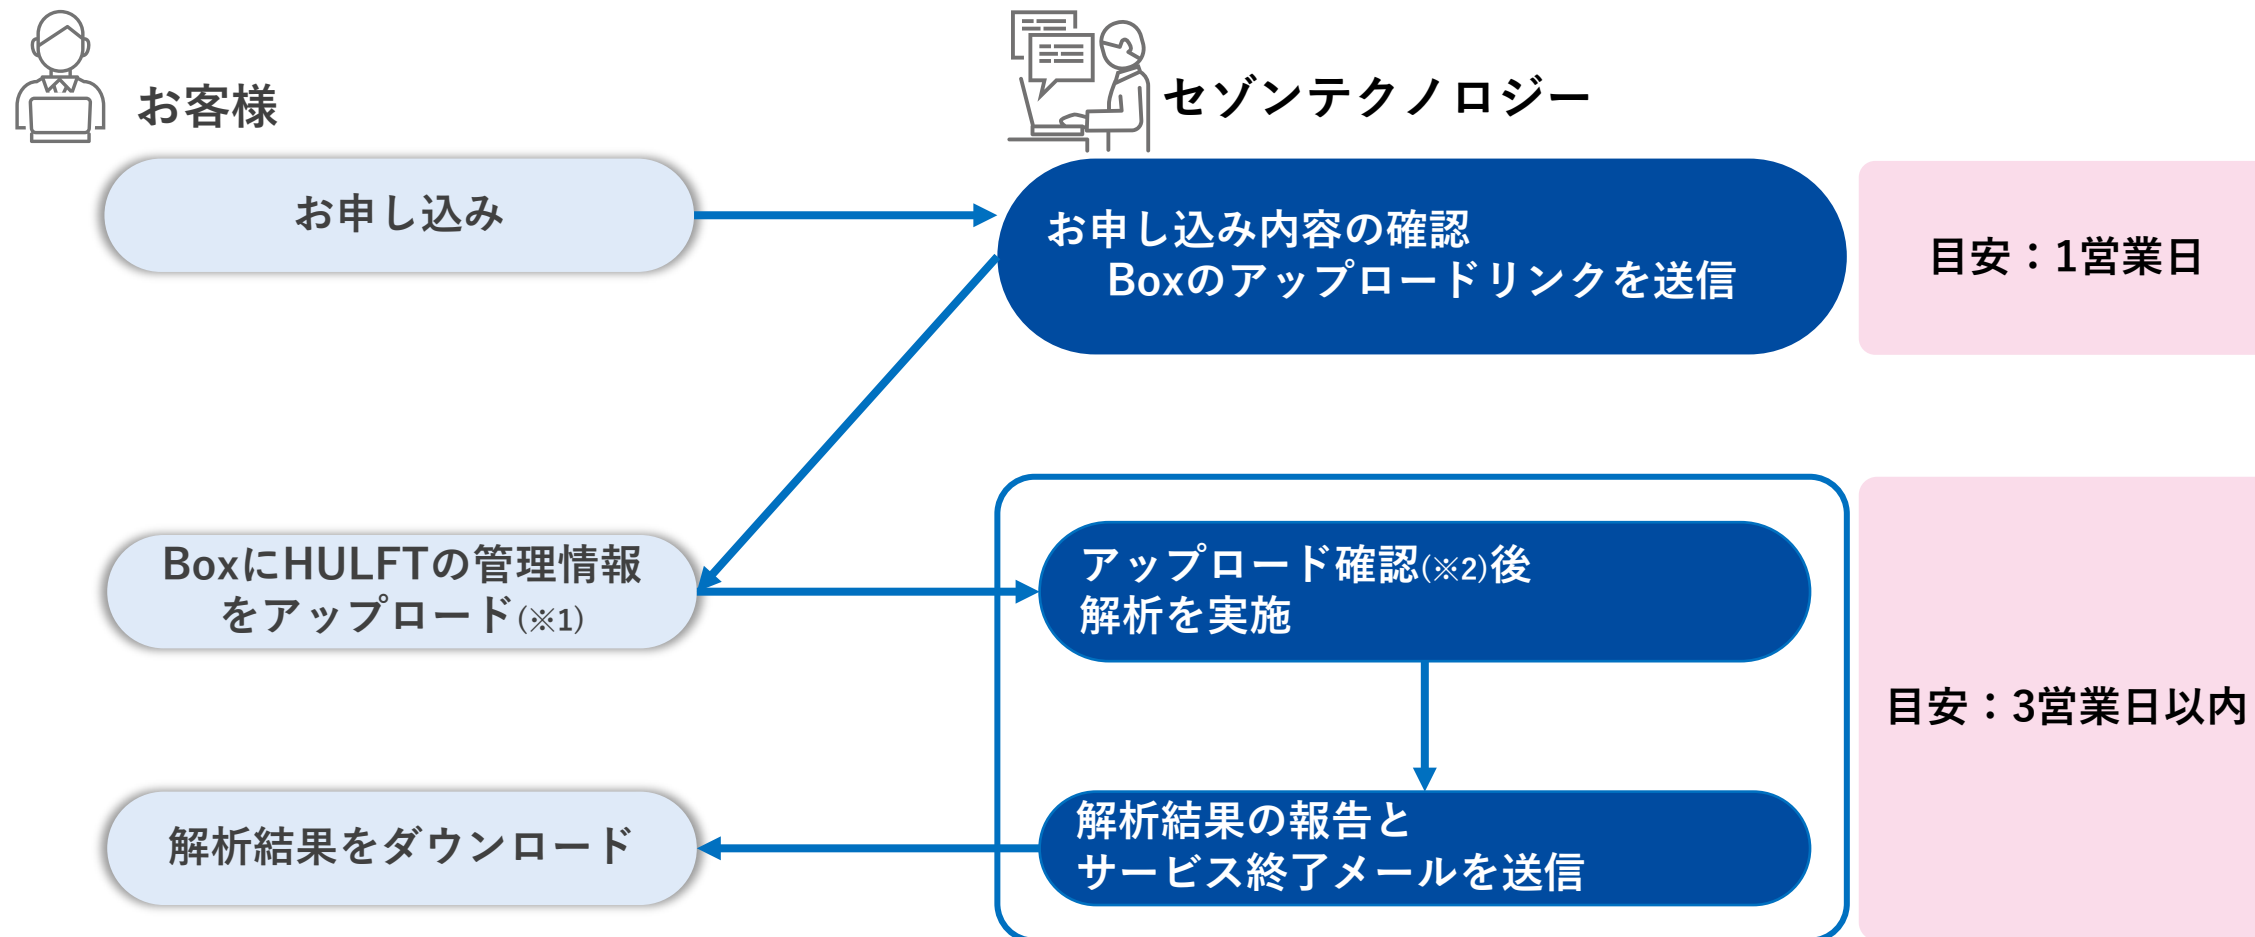 お客様
セゾンテクノロジー
お申し込み
お申し込み内容の確認
Boxのアップロードリンクを送信
目安：1営業日
BoxにHULFTの管理情報
をアップロード(※1)
アップロード確認(※2)後
解析を実施
目安：3営業日以内
解析結果をダウンロード
解析結果の報告と
サービス終了メールを送信